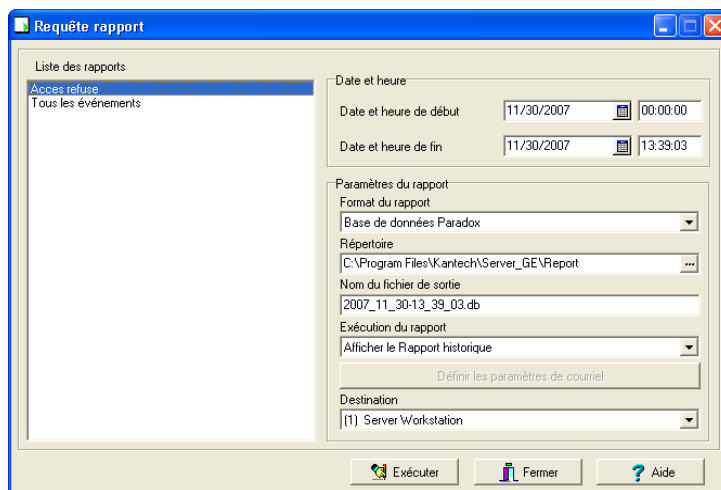 Requête rapport
Liste des rapports
Acces refuse
Tous les événements
Date et heure
Date et heure de début
11/30/2007
00:00:00
Date et heure de fin
11/30/2007
13:39:03
Paramètres du rapport
Format du rapport
Base de données Paradox
Répertoire
C:\Program Files\Kantech\Server_GE\Report
...
Nom du fichier de sortie
2007_11_30-13_39_03.db
Exécution du rapport
Afficher le Rapport historique
Définir les paramètres de courriel
Destination
(1) Server Workstation
Exécuter
Fermer
Aide